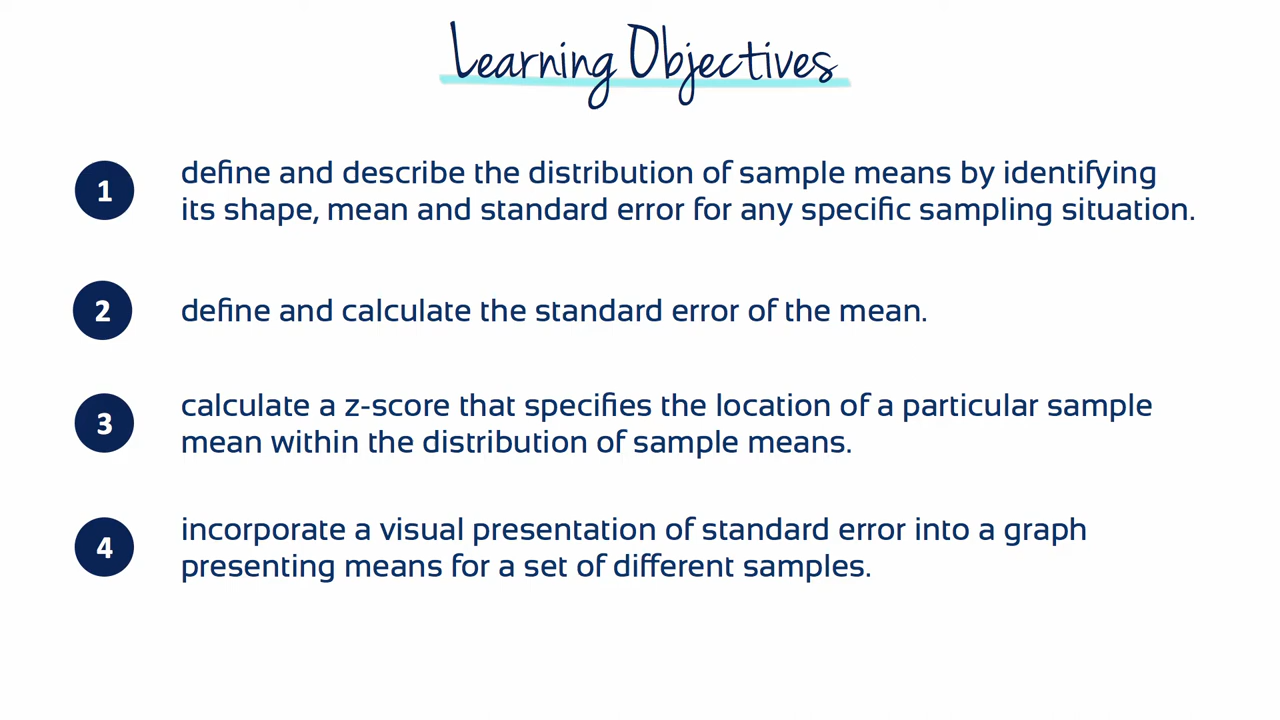 Learning Objectives
1
define and describe the distribution of sample means by identifying
its shape, mean and standard error for any specific sampling situation.
2
define and calculate the standard error of the mean.
3
calculate a z-score that specifies the location of a particular sample
mean within the distribution of sample means.
4
incorporate a visual presentation of standard error into a graph
presenting means for a set of different samples.